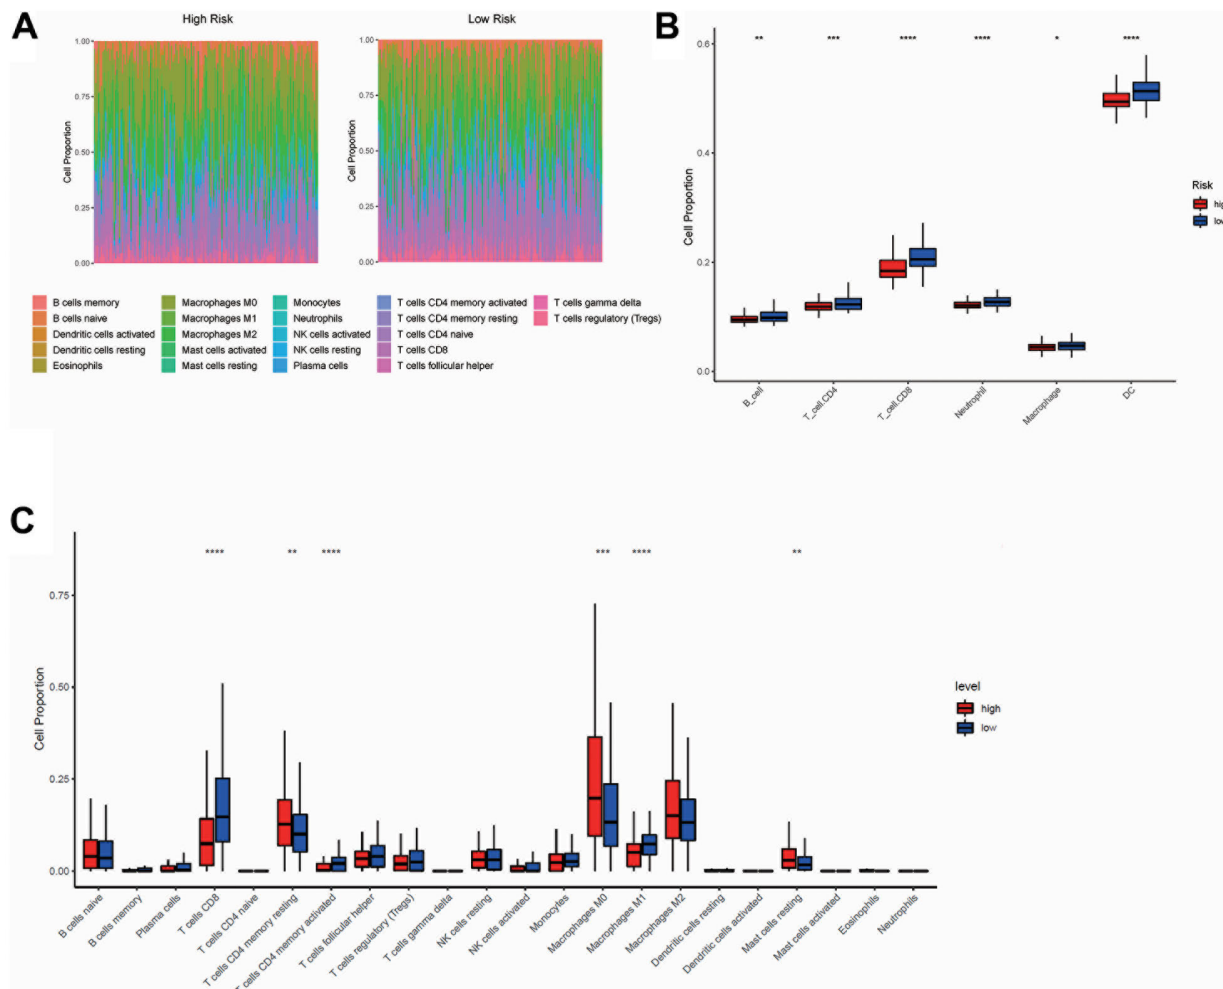 A
High Risk
Low Risk
1.00
0.75
0.50
0.25
0.00
Cell Proportion
1.00
0.75
0.50
0.25
0.00
Cell Proportion
B cells memory
B cells naive
Dendritic cells activated
Dendritic cells resting
Eosinophils
Macrophages M0
Macrophages M1
Macrophages M2
Mast cells activated
Mast cells resting
Monocytes
Neutrophils
NK cells activated
NK cells resting
Plasma cells
T cells CD4 memory activated
T cells CD4 memory resting
T cells CD4 naive
T cells CD8
T cells follicular helper
T cells gamma delta
T cells regulatory (Tregs)
B
** *** **** **** * ****
0.6
0.4
0.2
0.0
Cell Proportion
B_cell
T_cell.CD4
T_cell.CD8
Neutrophil
Macrophage
DC
Risk
hig
low
C
**** ** **** *** **** **
0.75
0.50
0.25
0.00
Cell Proportion
B cells naive
B cells memory
Plasma cells
T cells CD8
T cells CD4 naive
T cells CD4 memory resting
T cells CD4 memory activated
T cells follicular helper
T cells regulatory (Tregs)
T cells gamma delta
NK cells resting
NK cells activated
Monocytes
Macrophages M0
Macrophages M1
Macrophages M2
Dendritic cells resting
Dendritic cells activated
Mast cells resting
Mast cells activated
Eosinophils
Neutrophils
level
high
low